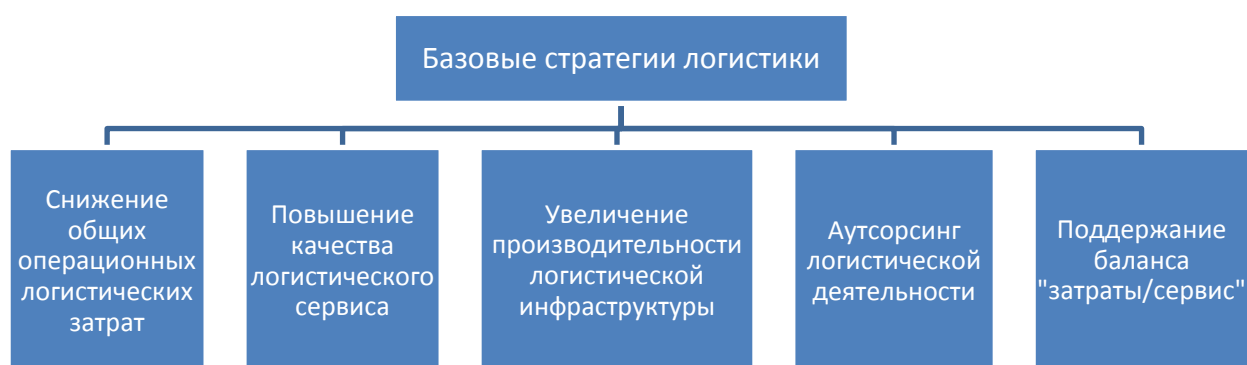 Базовые стратегии логистики
Снижение
общих
операционных
логистических
затрат
Повышение
качества
логистического
сервиса
Увеличение
производительности
логистической
инфраструктуры
Аутсорсинг
логистической
деятельности
Поддержание
баланса
"затраты/сервис"